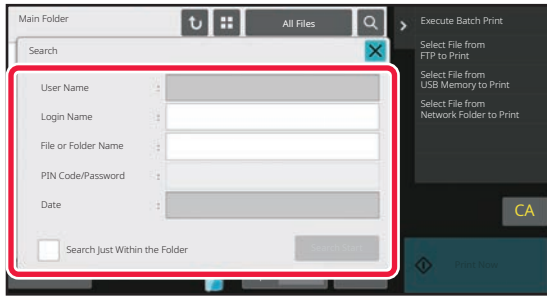 Main Folder
All Files
Execute Batch Print
Search
Select File from
FTP to Print
Select File from
USB Memory to Print
Select File from
Network Folder to Print
User Name :
Login Name :
File or Folder Name :
PIN Code/Password :
Date :
CA
Search Just Within the Folder
Search Start
Print Now